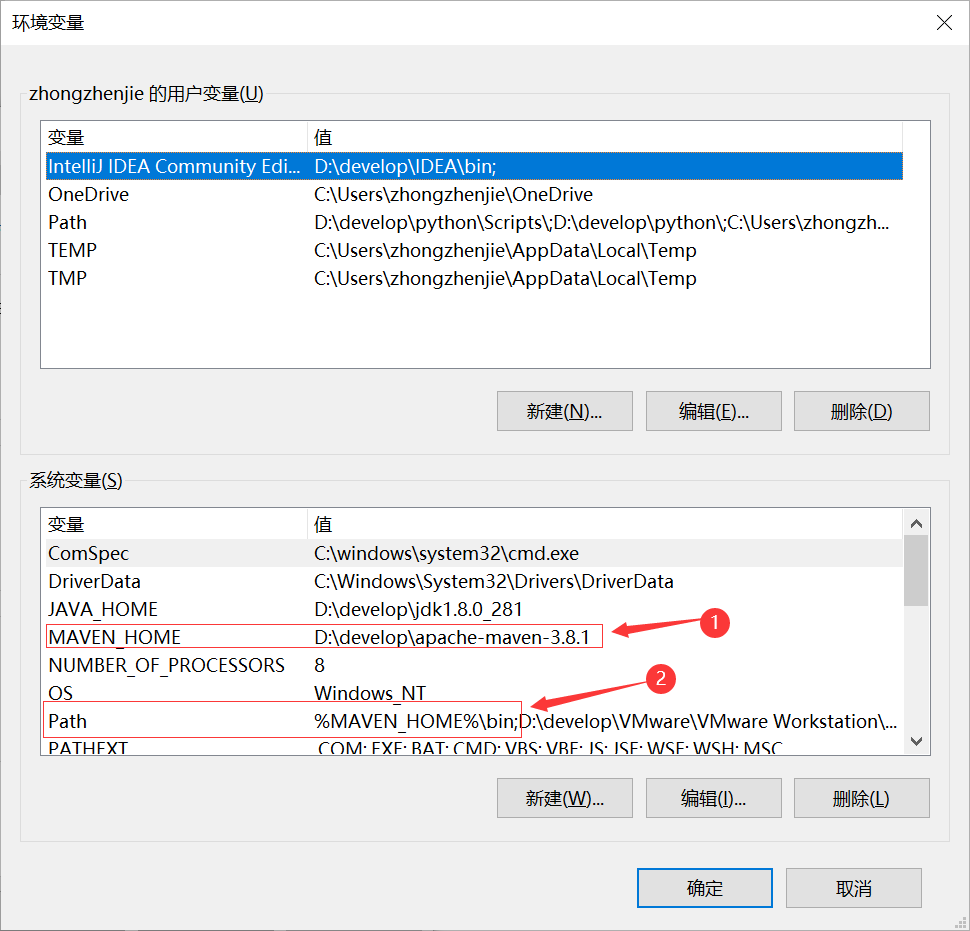 环境变量
zhongzhenjie 的用户变量(U)
变量 值
IntelliJ IDEA Community Edi... D:\develop\IDEA\bin;
OneDrive C:\Users\zhongzhenjie\OneDrive
Path D:\develop\python\Scripts\;D:\develop\python\;C:\Users\zhongzh...
TEMP C:\Users\zhongzhenjie\AppData\Local\Temp
TMP C:\Users\zhongzhenjie\AppData\Local\Temp
新建(N)... 编辑(E)... 删除(D)
系统变量(S)
变量 值
ComSpec C:\windows\system32\cmd.exe
DriverData C:\Windows\System32\Drivers\DriverData
JAVA_HOME D:\develop\jdk1.8.0_281
MAVEN_HOME D:\develop\apache-maven-3.8.1 1
NUMBER_OF_PROCESSORS 8
OS Windows_NT 2
Path %MAVEN_HOME%\bin;D:\develop\VMware\VMware Workstation\...
PATHEXT .COM;.EXE;.BAT;.CMD;.VBS;.VBE;.JS;.JSE;.WSF;.WSH;.MSC
新建(W)... 编辑(I)... 删除(L)
确定 取消